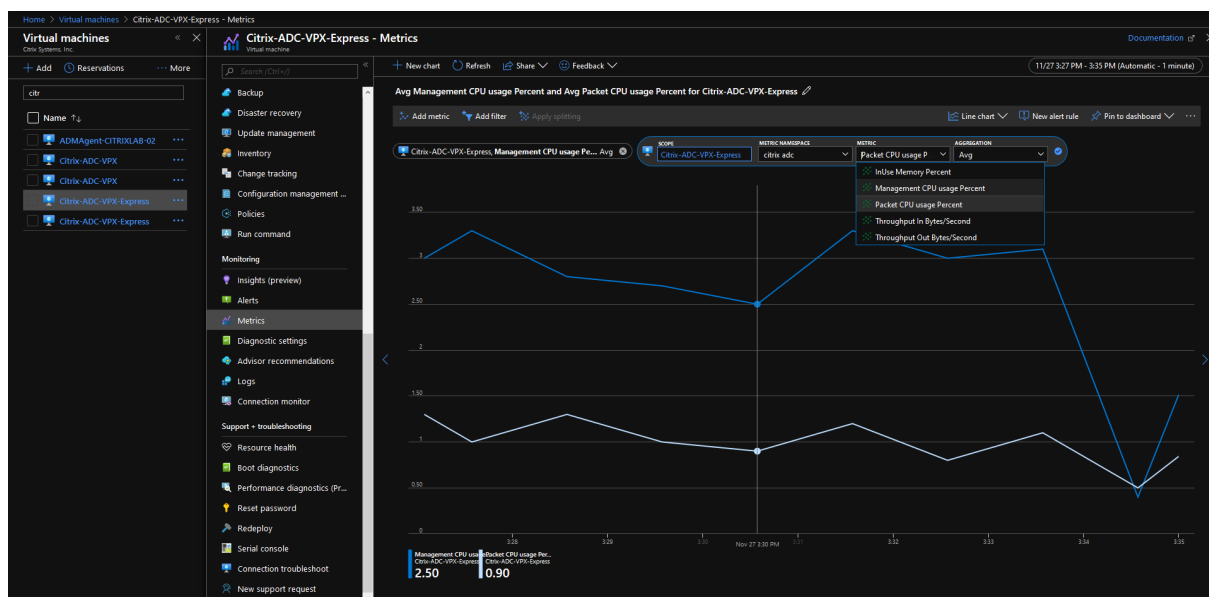 Home > Virtual machines > Citrix-ADC-VPX-Express - Metrics
Virtual machines
Citrix Systems, Inc.
Add
Reservations
More
citr
Name
ADMAgent-CITRIXLAB-02
Citrix-ADC-VPX
Citrix-ADC-VPX
Citrix-ADC-VPX-Express
Citrix-ADC-VPX-Express
Citrix-ADC-VPX-Express - Metrics
Virtual machine
Documentation
Search (Ctrl+/)
Backup
Disaster recovery
Update management
Inventory
Change tracking
Configuration management ...
Policies
Run command
Monitoring
Insights (preview)
Alerts
Metrics
Diagnostic settings
Advisor recommendations
Logs
Connection monitor
Support + troubleshooting
Resource health
Boot diagnostics
Performance diagnostics (Pr...
Reset password
Redeploy
Serial console
Connection troubleshoot
New support request
New chart
Refresh
Share
Feedback
11/27 3:27 PM - 3:35 PM (Automatic - 1 minute)
Avg Management CPU usage Percent and Avg Packet CPU usage Percent for Citrix-ADC-VPX-Express
Add metric
Add filter
Apply splitting
Line chart
New alert rule
Pin to dashboard
Citrix-ADC-VPX-Express, Management CPU usage Pe... Avg
SCOPE
Citrix-ADC-VPX-Express
METRIC NAMESPACE
citrix adc
METRIC
Packet CPU usage P
AGGREGATION
Avg
InUse Memory Percent
Management CPU usage Percent
Packet CPU usage Percent
Throughput In Bytes/Second
Throughput Out Bytes/Second
3.50
3
2.50
2
1.50
1
0.50
0
3:28
3:29
3:30
Nov 27 3:30 PM
3:31
3:32
3:33
3:34
3:35
Management CPU usa
Citrix-ADC-VPX-Express
2.50
Packet CPU usage Per...
Citrix-ADC-VPX-Express
0.90